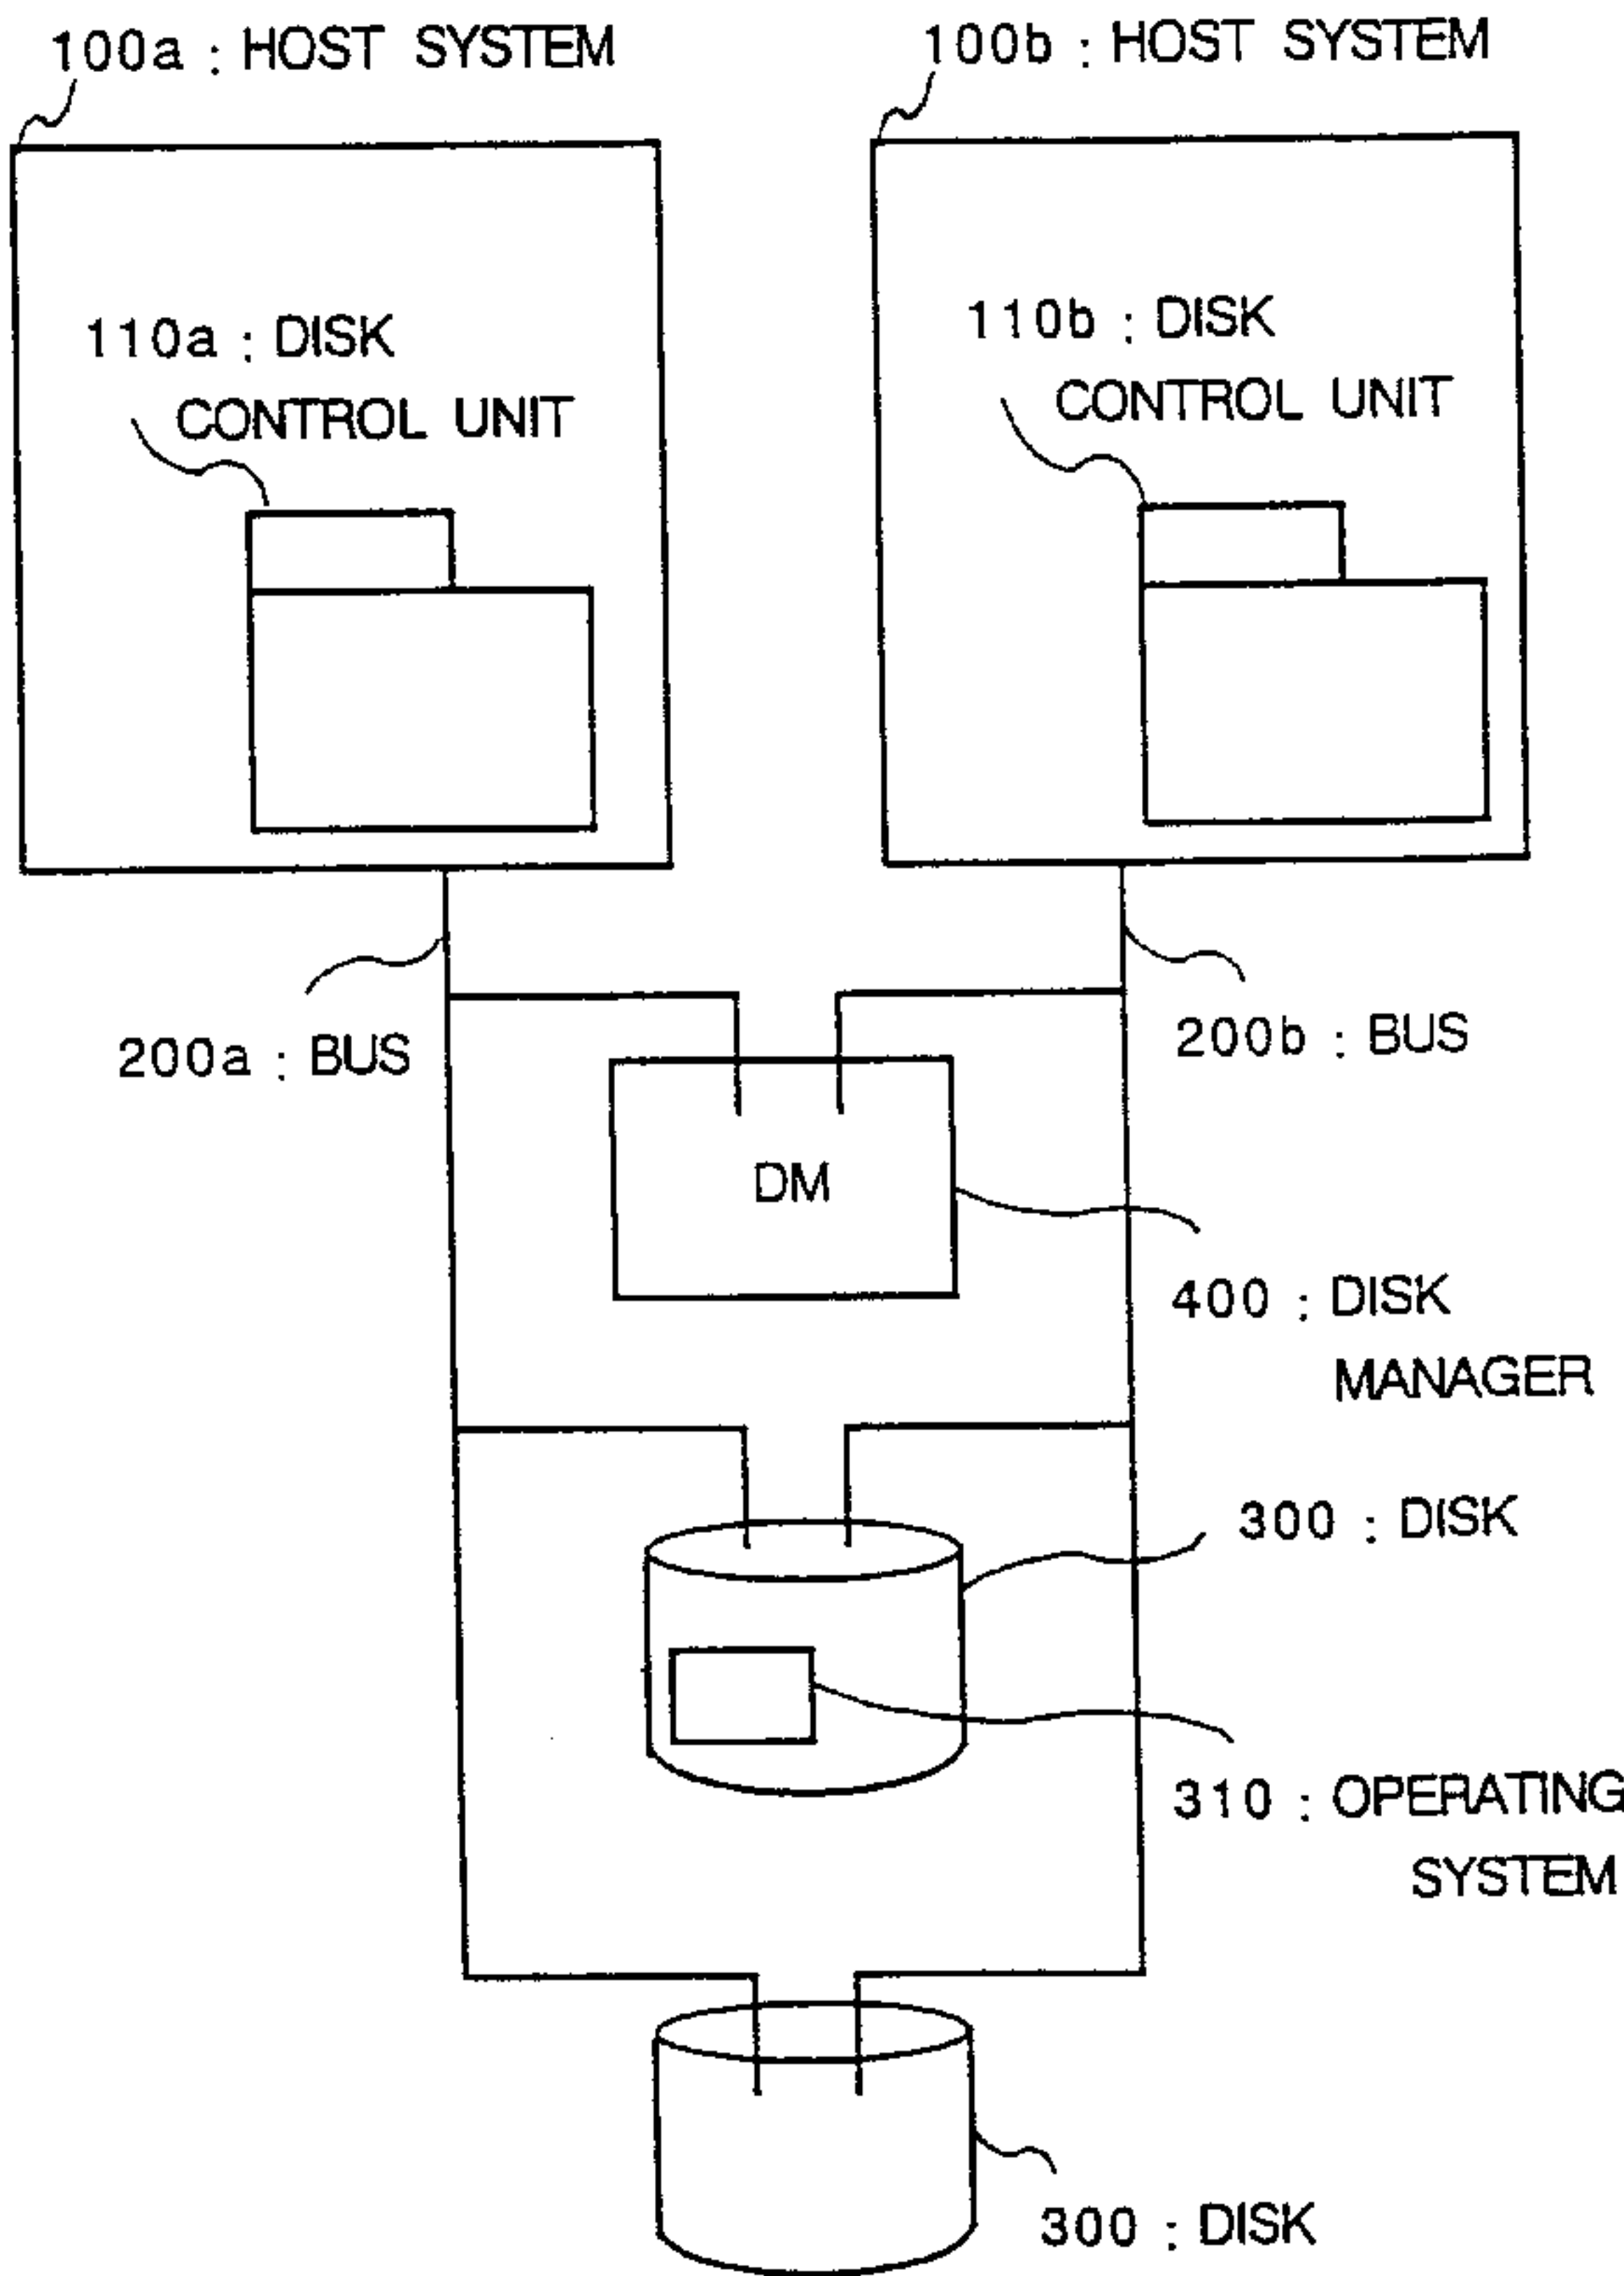 100a : HOST SYSTEM
100b : HOST SYSTEM
110a : DISK
CONTROL UNIT
110b : DISK
CONTROL UNIT
200a : BUS
200b : BUS
DM
400 : DISK
MANAGER
300 : DISK
310 : OPERATING
SYSTEM
300 : DISK